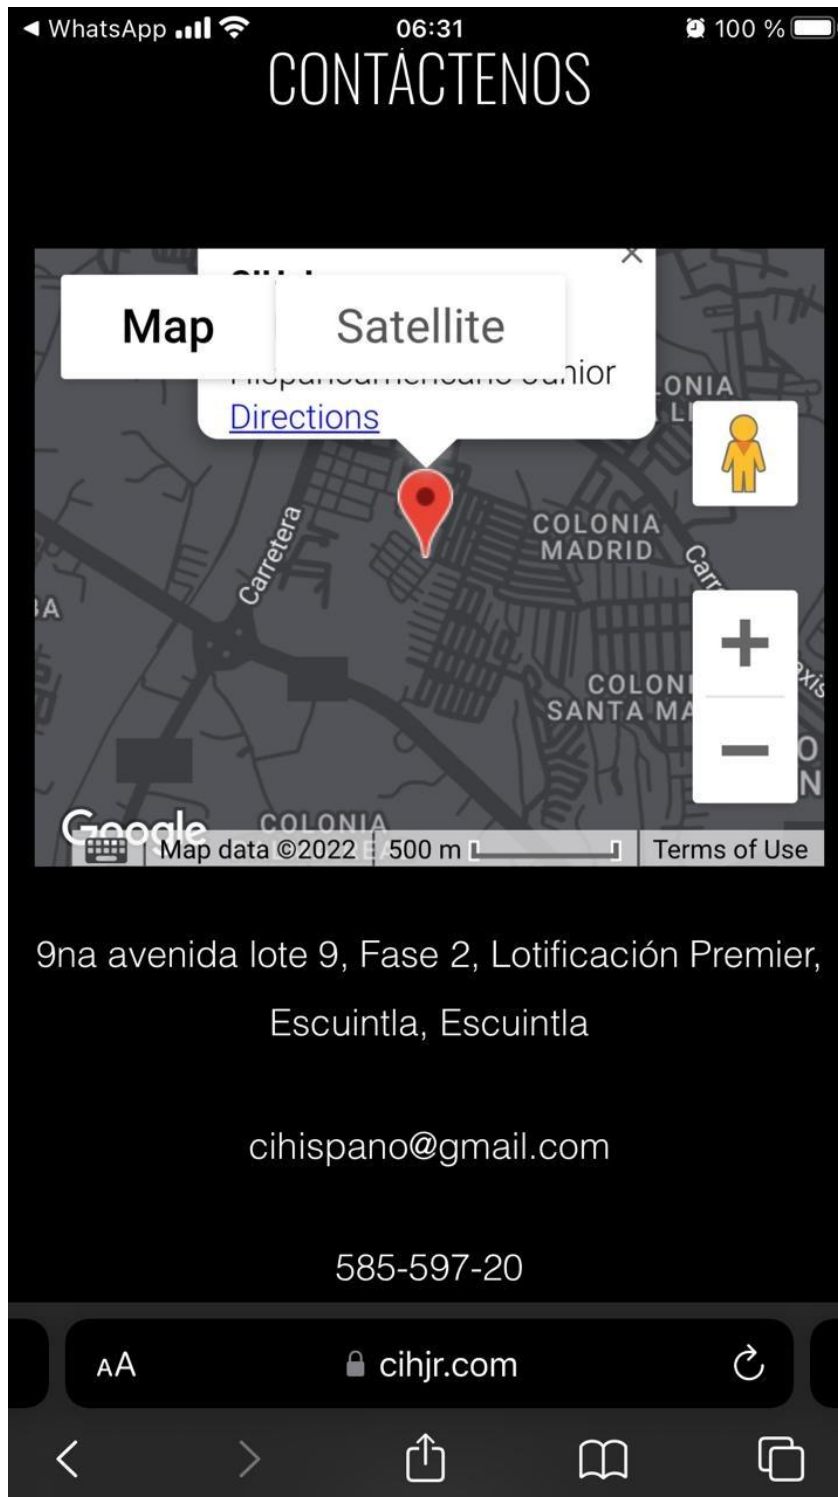 WhatsApp
06:31
100 %
CONTÁCTENOS
Map
Satellite
Junior
Directions
COLONIA
MADRID
Carretera
SANTA
COLONIA
Google
Map data ©2022
500 m
Terms of Use
9na avenida lote 9, Fase 2, Lotificación Premier,
Escuintla, Escuintla
cihispano@gmail.com
585-597-20
AA
cihjr.com